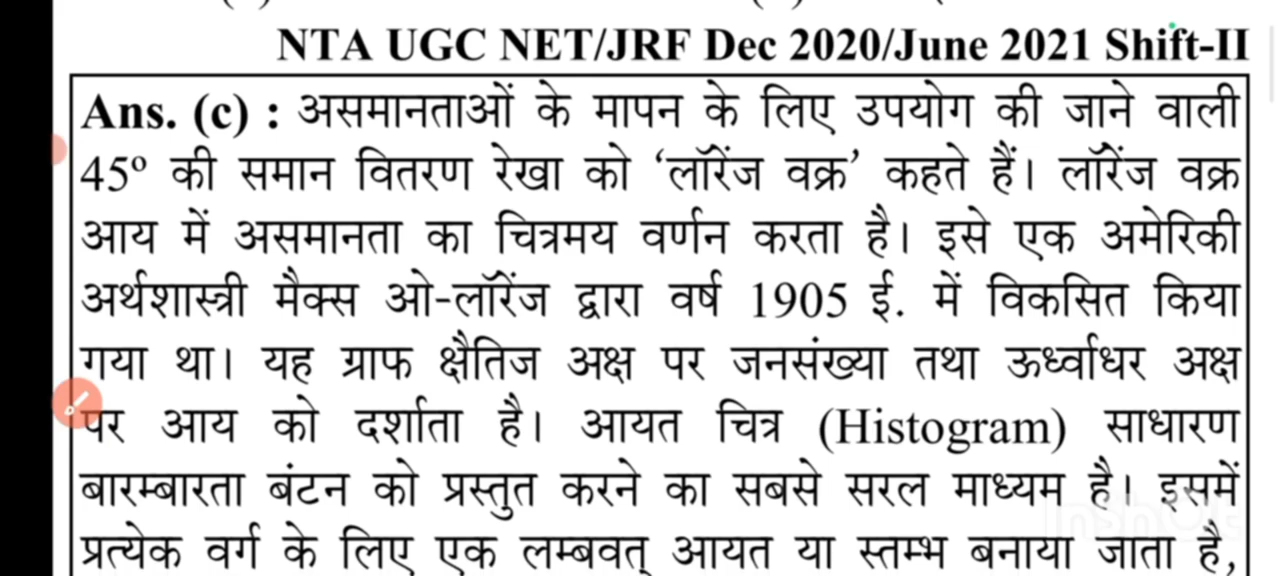 NTA UGC NET/JRF Dec 2020/June 2021 Shift-II
Ans. (c) : असमानताओं के मापन के लिए उपयोग की जाने वाली
45º की समान वितरण रेखा को ‘लॉरेंज वक्र’ कहते हैं। लॉरेंज वक्र
आय में असमानता का चित्रमय वर्णन करता है। इसे एक अमेरिकी
अर्थशास्त्री मैक्स ओ-लॉरेंज द्वारा वर्ष 1905 ई. में विकसित किया
गया था। यह ग्राफ क्षैतिज अक्ष पर जनसंख्या तथा ऊर्ध्वाधर अक्ष
पर आय को दर्शाता है। आयत चित्र (Histogram) साधारण
बारम्बारता बंटन को प्रस्तुत करने का सबसे सरल माध्यम है। इसमें
प्रत्येक वर्ग के लिए एक लम्बवत् आयत या स्तम्भ बनाया जाता है,